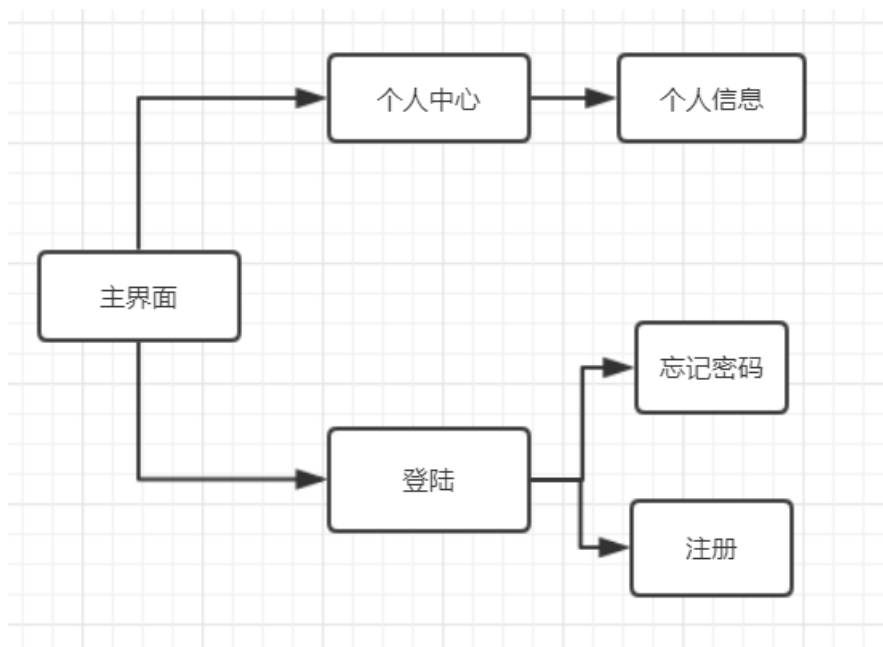 个人中心
个人信息
主界面
忘记密码
登陆
注册